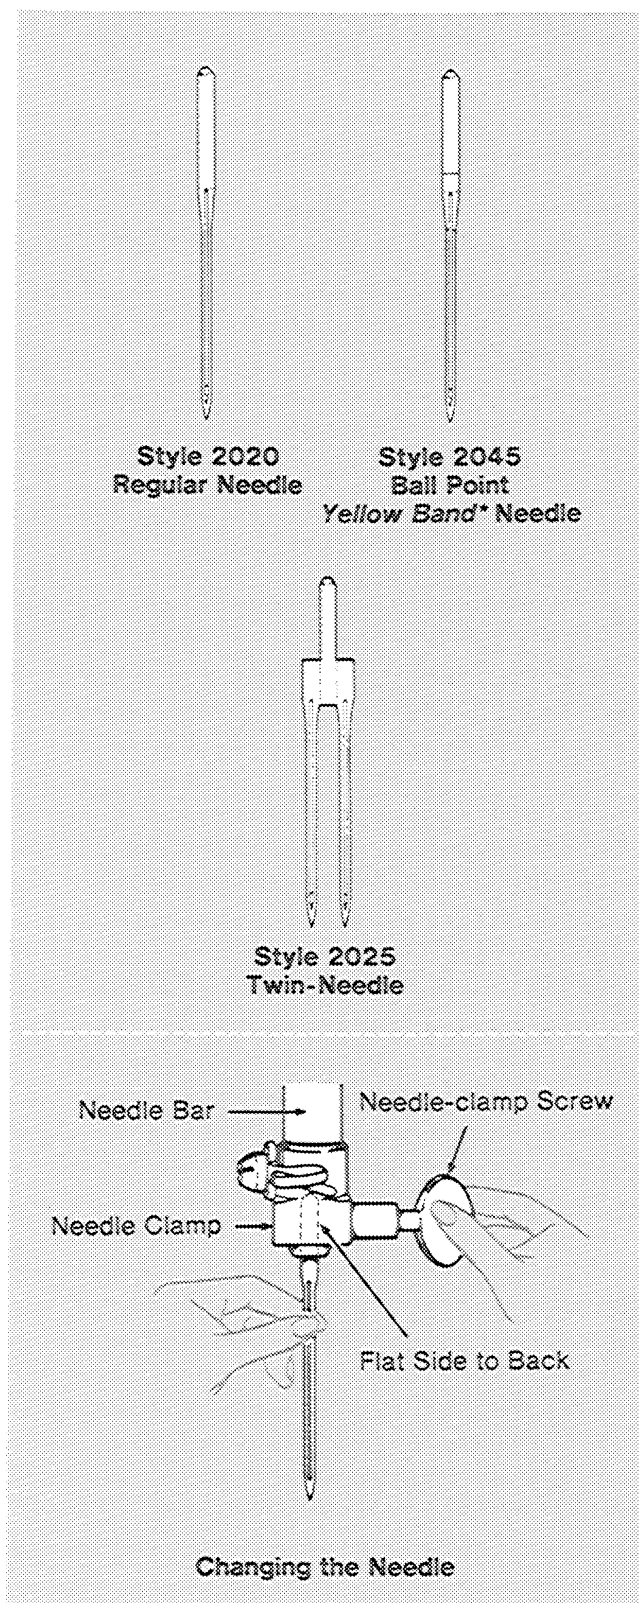 Style 2020
Regular Needle
Style 2045
Ball Point
Yellow Band* Needle
Style 2025
Twin-Needle
Needle Bar
Needle-clamp Screw
Needle Clamp
Flat Side to Back
Changing the Needle